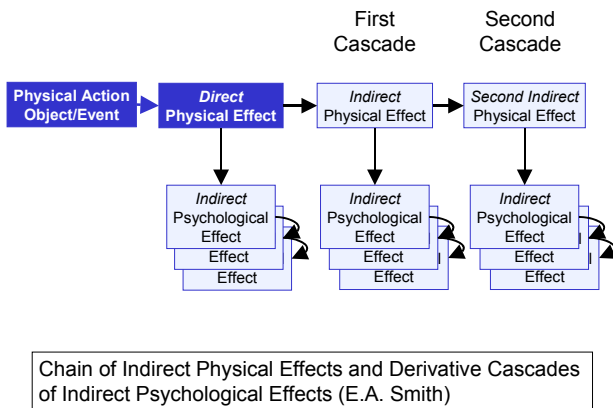 First
Cascade
Second
Cascade
Physical Action
Object/Event
Direct
Physical Effect
Indirect
Physical Effect
Second Indirect
Physical Effect
Indirect
Psychological
Effect
Effect
Effect
Indirect
Psychological
Effect
Effect
Effect
Indirect
Psychological
Effect
Effect
Effect
Chain of Indirect Physical Effects and Derivative Cascades
of Indirect Psychological Effects (E.A. Smith)